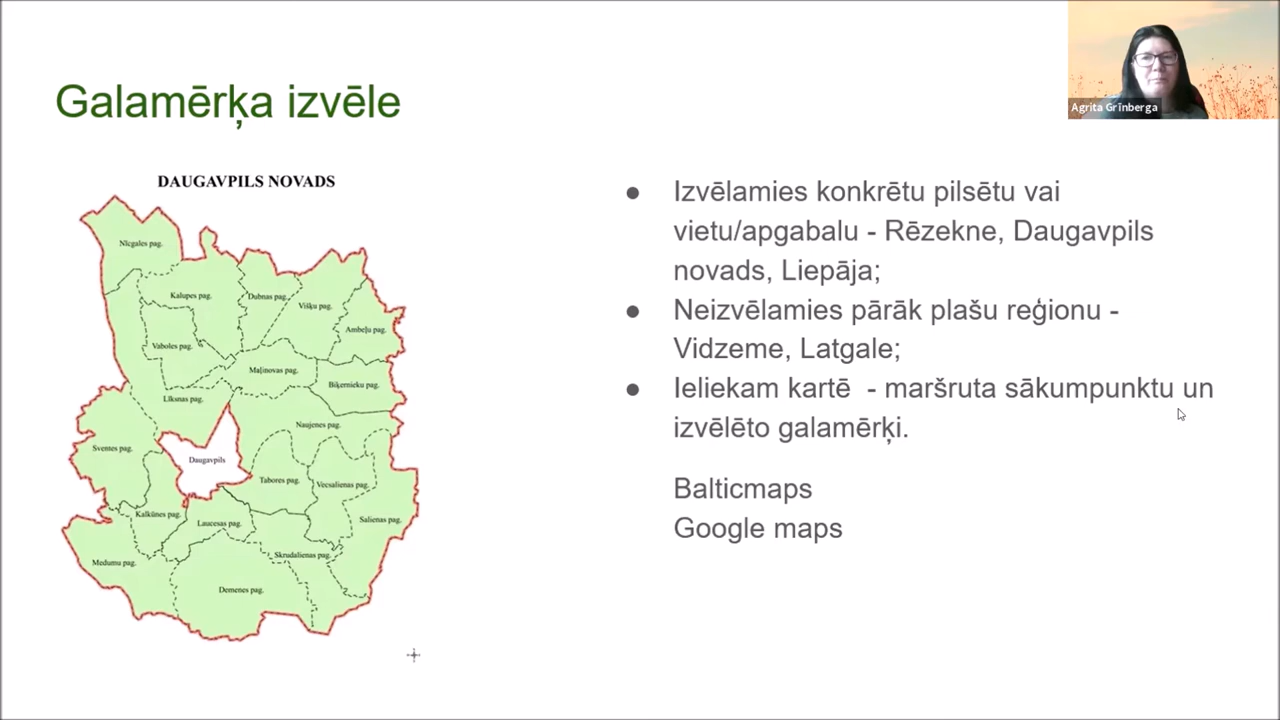 Agrita Grīnberga
Galamērķa izvēle
DAUGAVPILS NOVADS
Nīcgales pag.
Kalupes pag.
Dubnas pag.
Višķu pag.
Ambeļu pag.
Vaboles pag.
Maļinovas pag.
Biķernieku pag.
Līksnas pag.
Naujenes pag.
Sventes pag.
Daugavpils
Tabores pag.
Vecsalienas pag.
Kalkūnes pag.
Laucesas pag.
Salienas pag.
Skrudalienas pag.
Medumu pag.
Demenes pag.
● Izvēlamies konkrētu pilsētu vai
vietu/apgabalu - Rēzekne, Daugavpils
novads, Liepāja;
● Neizvēlamies pārāk plašu reģionu -
Vidzeme, Latgale;
● Ieliekam kartē - maršruta sākumpunktu un
izvēlēto galamērķi.
Balticmaps
Google maps